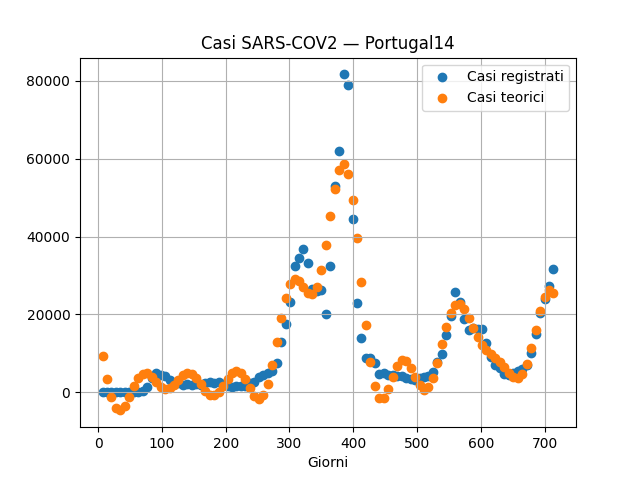 Casi SARS-COV2 — Portugal14
Casi registrati
Casi teorici
80000
60000
40000
20000
0
0 100 200 300 400 500 600 700
Giorni